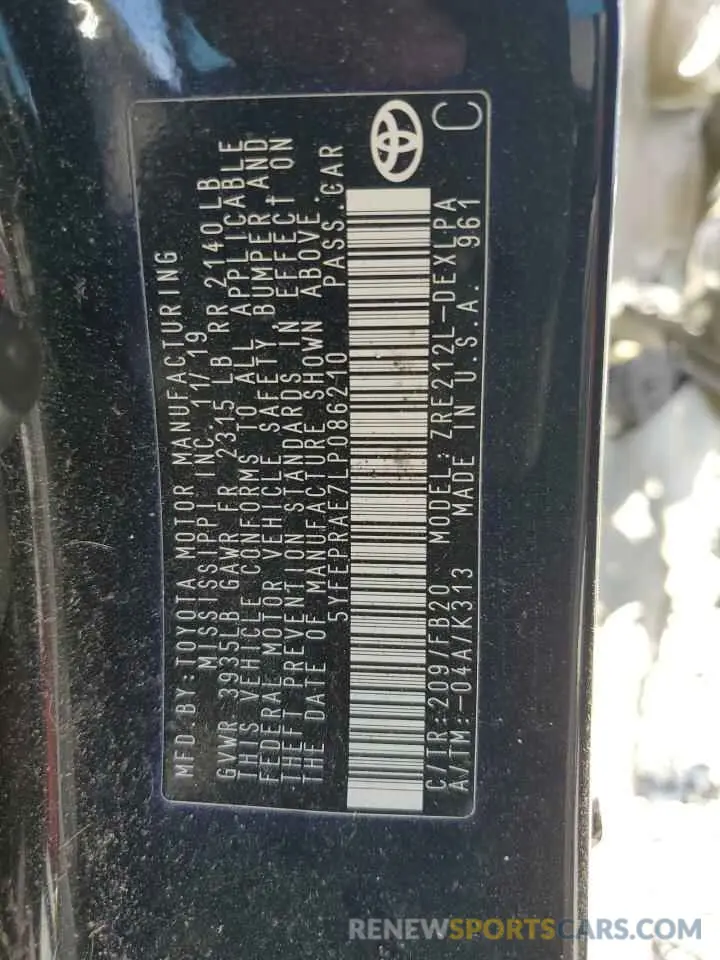 MFD.BY:TOYOTA MOTOR MANUFACTURING
MISSISSIPPI INC. 11/19
GVWR 3935LB GAWR FR 2315 LB RR 2140LB
THIS VEHICLE CONFORMS TO ALL APPLICABLE
FEDERAL MOTOR VEHICLE SAFETY, BUMPER AND
THEFT PREVENTION STANDARDS IN EFFECT ON
THE DATE OF MANUFACTURE SHOWN ABOVE.
5YFEPRAE7LP086210 PASS.CAR
C/TR:209/FB20 MODEL:ZRE212L-DEXLPA
A/TM:-04A/K313 MADE IN U.S.A. 961
C
RENEWSPORTSCARS.COM